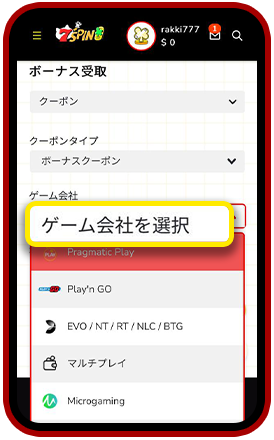 75PINO
rakki777
$ 0
1
ボーナス受取
クーポン
クーポンタイプ
ボーナスクーポン
ゲーム会社
ゲーム会社を選択
Pragmatic Play
Play'n GO
EVO / NT / RT / NLC / BTG
マルチプレイ
Microgaming